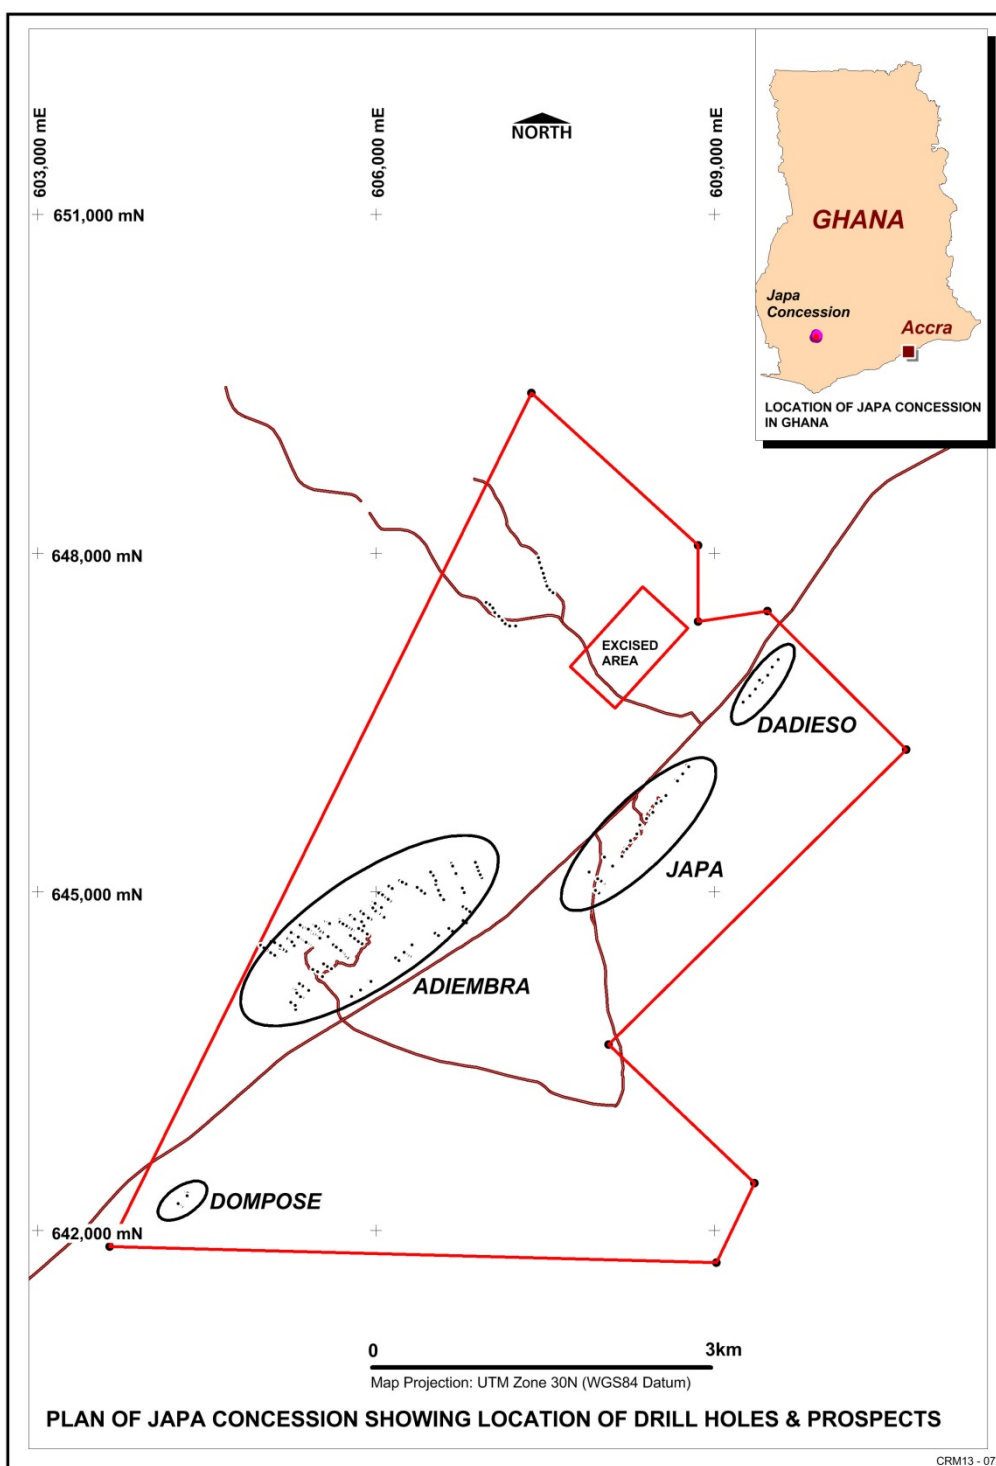 603,000 mE
606,000 mE
609,000 mE
NORTH
651,000 mN
GHANA
Japa
Concession
Accra
LOCATION OF JAPA CONCESSION
IN GHANA
648,000 mN
EXCISED
AREA
DADIESO
JAPA
645,000 mN
ADIEMBRA
DOMPOSE
642,000 mN
0
3km
Map Projection: UTM Zone 30N (WGS84 Datum)
PLAN OF JAPA CONCESSION SHOWING LOCATION OF DRILL HOLES & PROSPECTS
CRM13 - 07